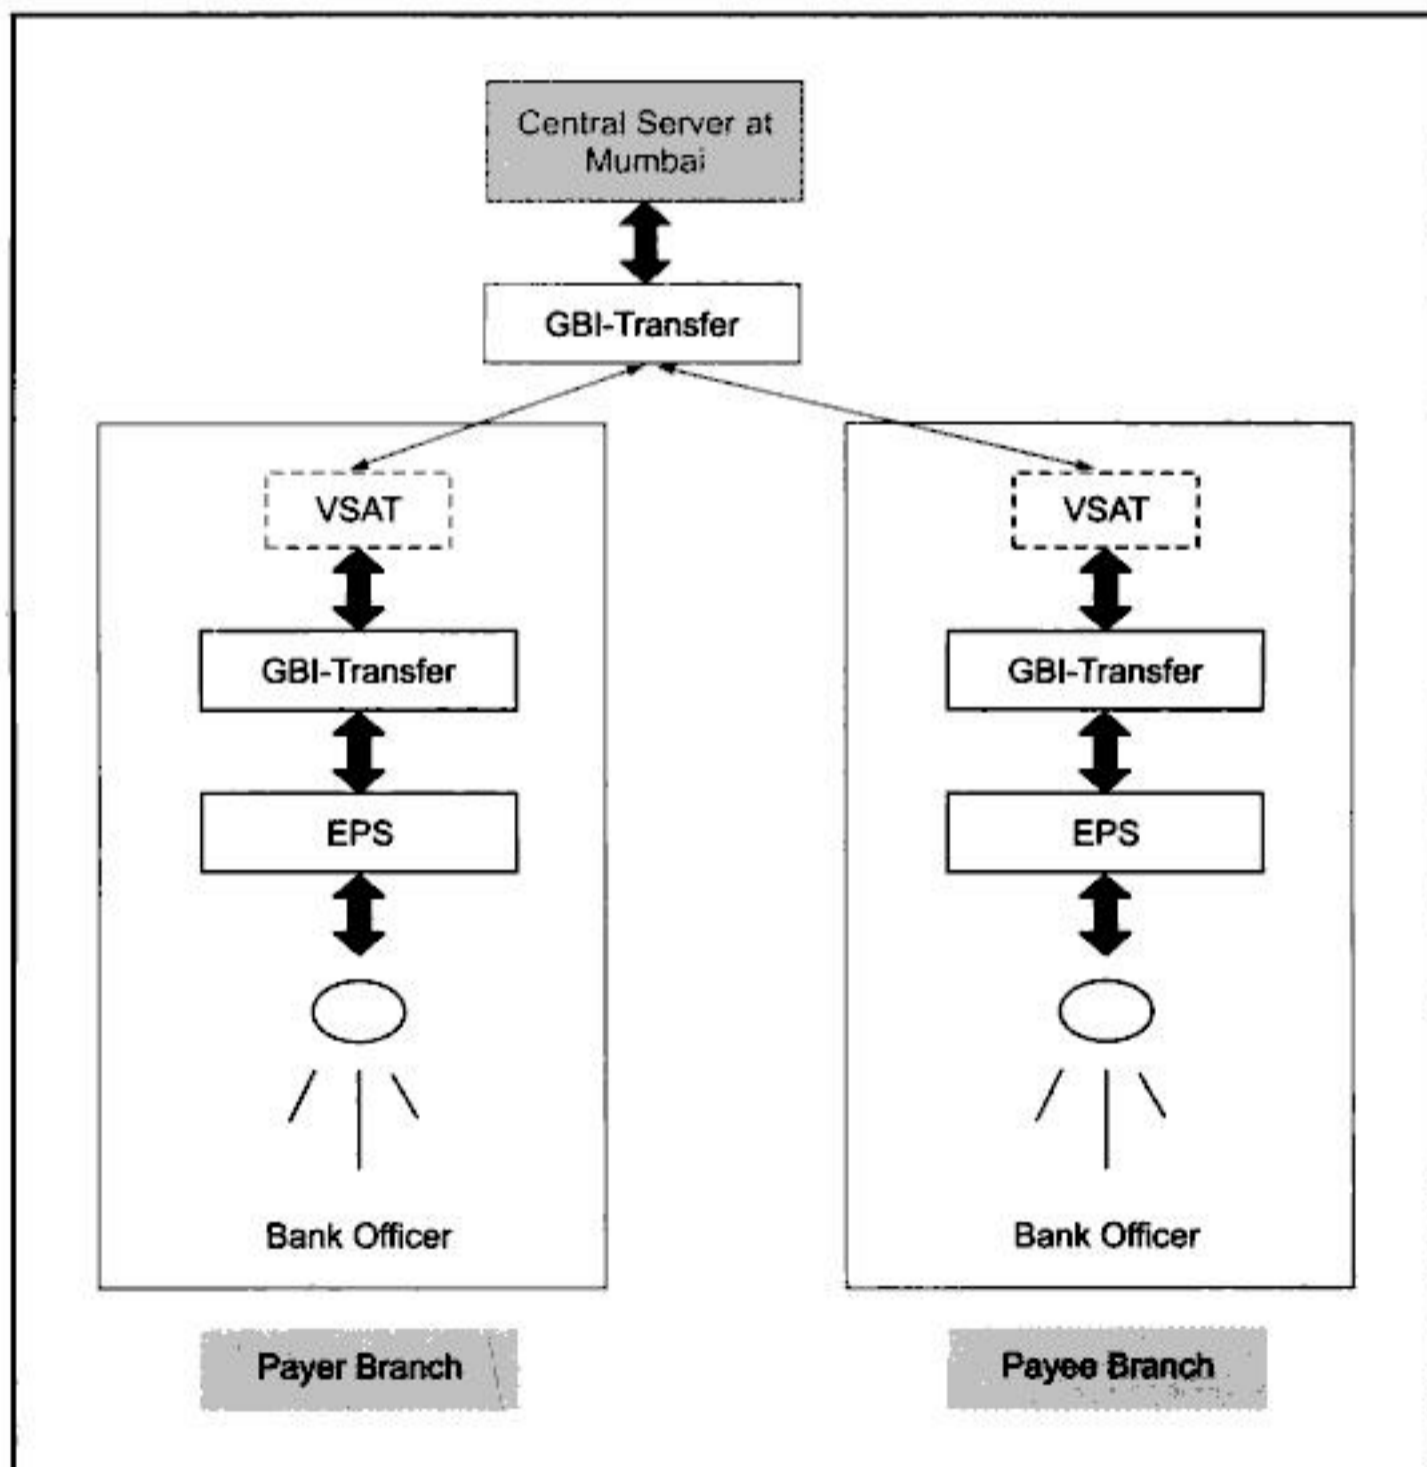 Central Server at
Mumbai
GBI-Transfer
VSAT
VSAT
GBI-Transfer
GBI-Transfer
EPS
EPS
Bank Officer
Bank Officer
Payer Branch
Payee Branch